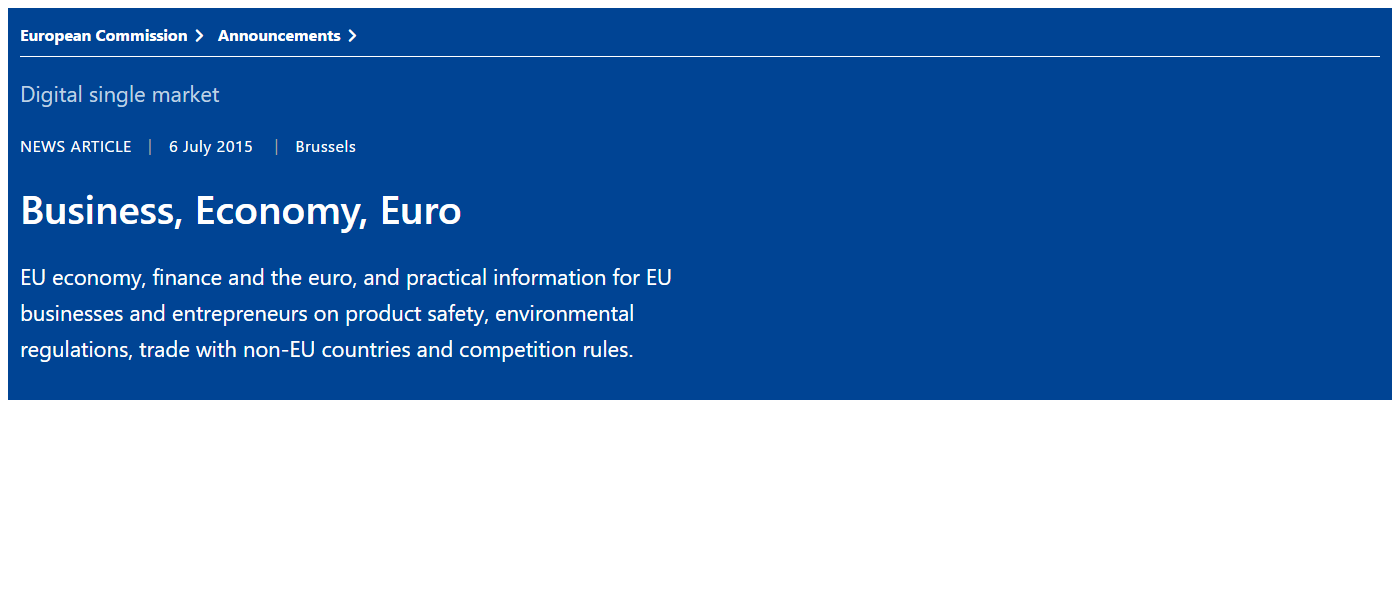 European Commission Announcements
Digital single market
NEWS ARTICLE | 6 July 2015 | Brussels
Business, Economy, Euro
EU economy, finance and the euro, and practical information for EU
businesses and entrepreneurs on product safety, environmental
regulations, trade with non-EU countries and competition rules.